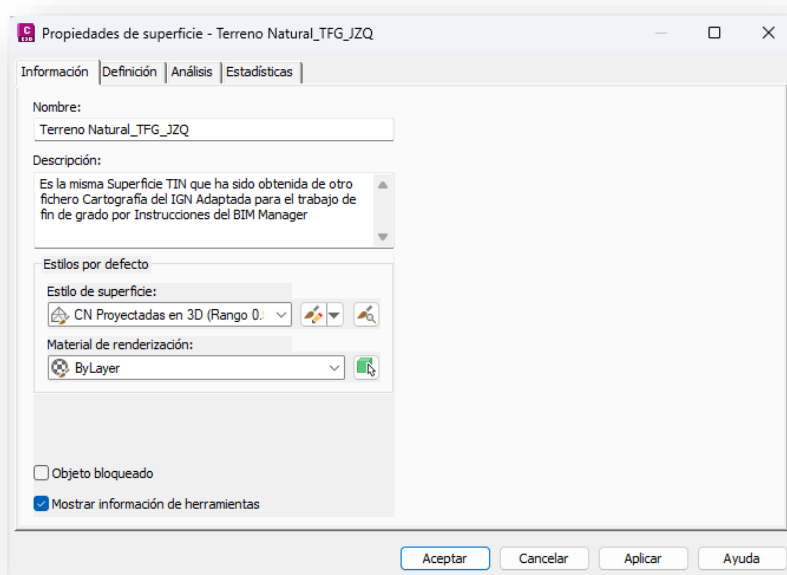 C
C3D
Propiedades de superficie - Terreno Natural_TFG_JZQ
Información Definición Análisis Estadísticas
Nombre:
Terreno Natural_TFG_JZQ
Descripción:
Es la misma Superficie TIN que ha sido obtenida de otro
fichero Cartografía del IGN Adaptada para el trabajo de
fin de grado por Instrucciones del BIM Manager
Estilos por defecto
Estilo de superficie:
CN Proyectadas en 3D (Rango 0.
Material de renderización:
ByLayer
Objeto bloqueado
Mostrar información de herramientas
Aceptar Cancelar Aplicar Ayuda